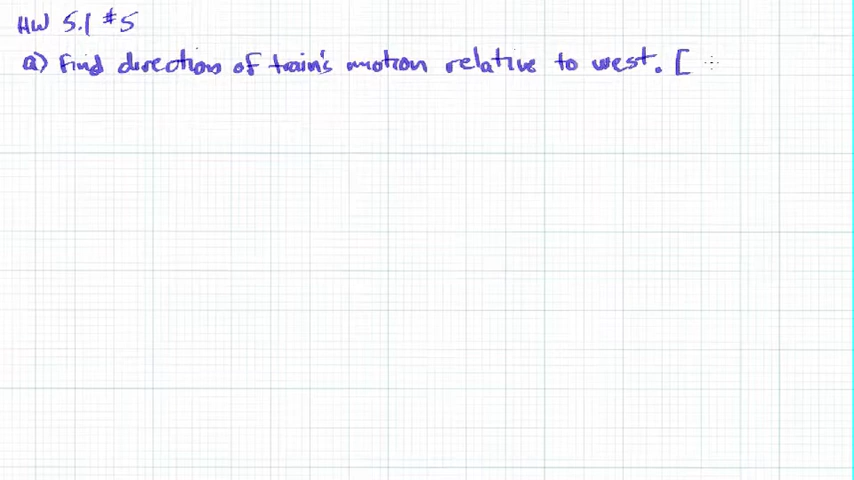 HW 5.1 #5
a) Find direction of train's motion relative to west. [